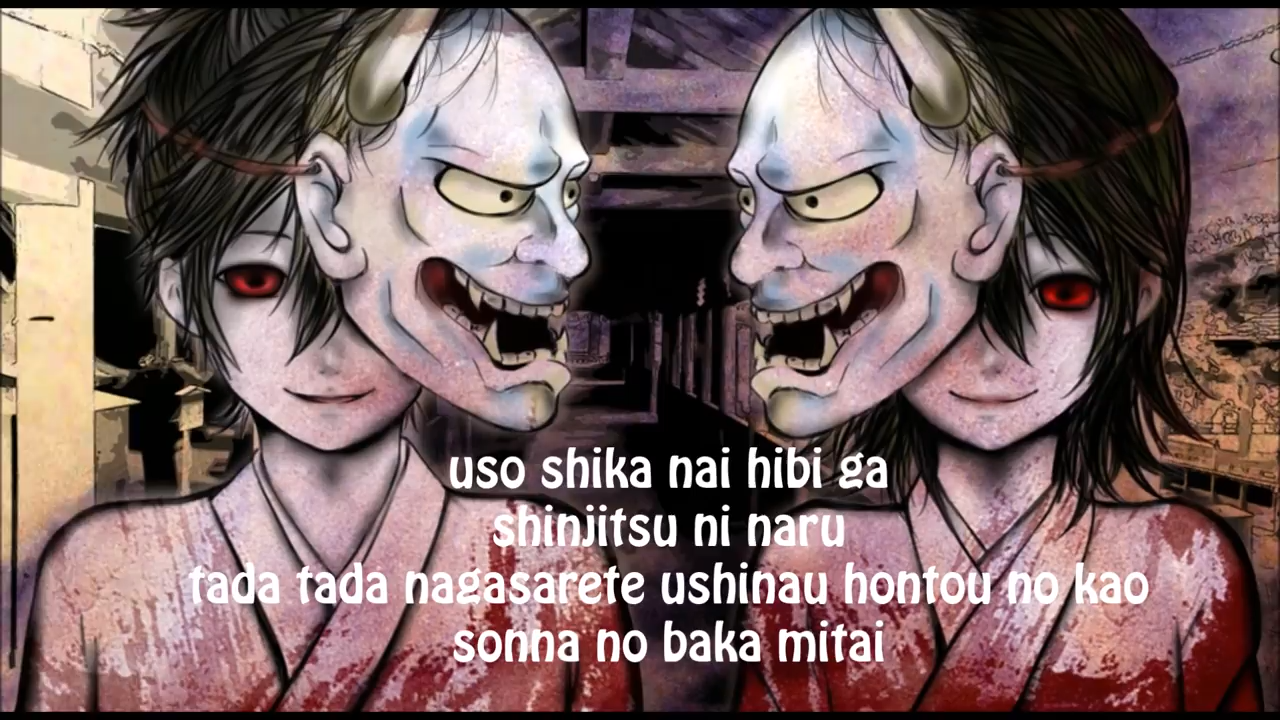 uso shika nai hibi ga
shinjitsu ni naru
tada tada nagasarete ushinau hontou no kao
sonna no baka mitai